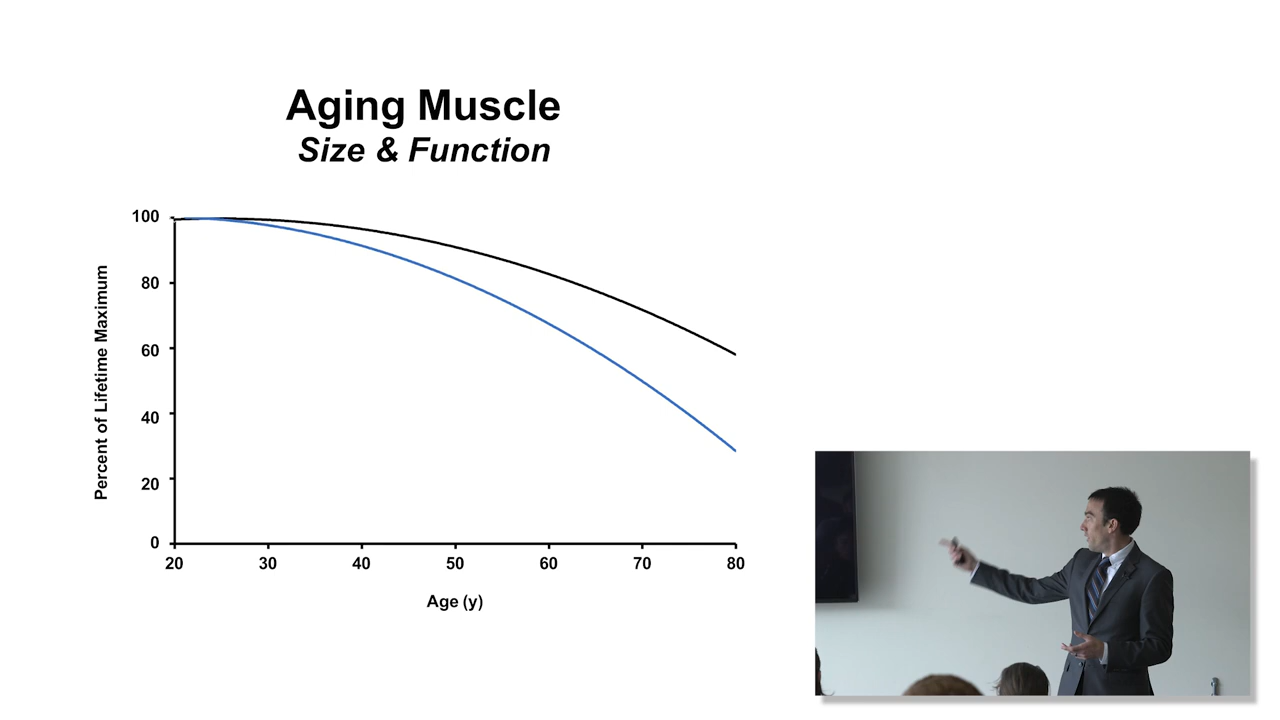 Aging Muscle
Size & Function
Percent of Lifetime Maximum
100
80
60
40
20
0
20 30 40 50 60 70 80
Age (y)